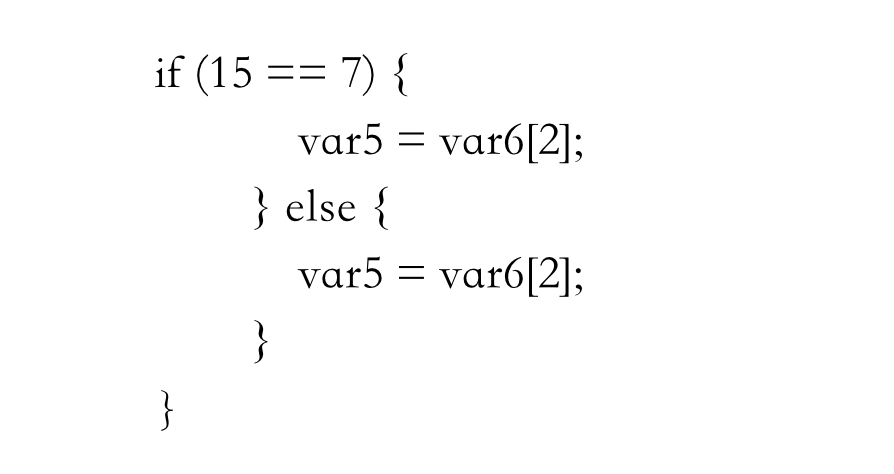 if (15 == 7) {
var5 = var6[2];
} else {
var5 = var6[2];
}
}